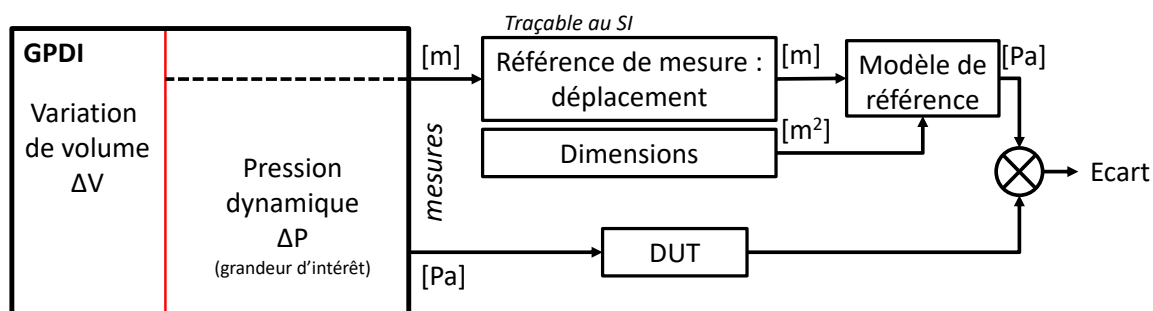 Traçable au SI
GPDI
Variation
de volume
ΔV
Pression
dynamique
ΔP
(grandeur d'intérêt)
mesures
[m]
Référence de mesure :
déplacement
[m]
Modèle de
référence
[Pa]
Dimensions
[m²]
Ecart
[Pa]
DUT